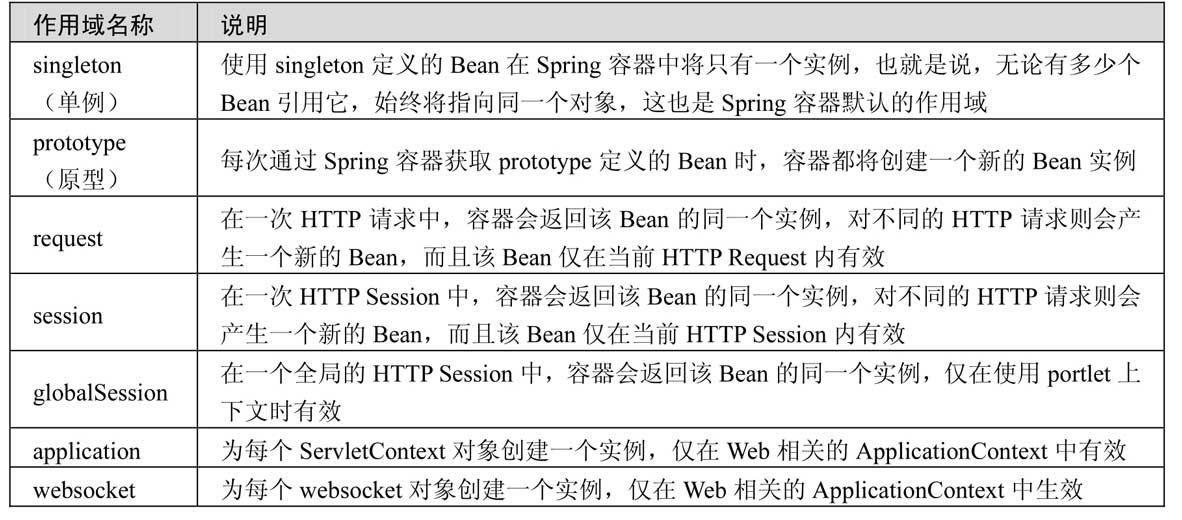 作用域名称 说明
singleton
（单例）
使用 singleton 定义的 Bean 在 Spring 容器中将只有一个实例，也就是说，无论有多少个
Bean 引用它，始终将指向同一个对象，这也是 Spring 容器默认的作用域
prototype
（原型）
每次通过 Spring 容器获取 prototype 定义的 Bean 时，容器都将创建一个新的 Bean 实例
request
在一次 HTTP 请求中，容器会返回该 Bean 的同一个实例，对不同的 HTTP 请求则会产
生一个新的 Bean，而且该 Bean 仅在当前 HTTP Request 内有效
session
在一次 HTTP Session 中，容器会返回该 Bean 的同一个实例，对不同的 HTTP 请求则会
产生一个新的 Bean，而且该 Bean 仅在当前 HTTP Session 内有效
globalSession
在一个全局的 HTTP Session 中，容器会返回该 Bean 的同一个实例，仅在使用 portlet 上
下文时有效
application 为每个 ServletContext 对象创建一个实例，仅在 Web 相关的 ApplicationContext 中有效
websocket 为每个 websocket 对象创建一个实例，仅在 Web 相关的 ApplicationContext 中生效